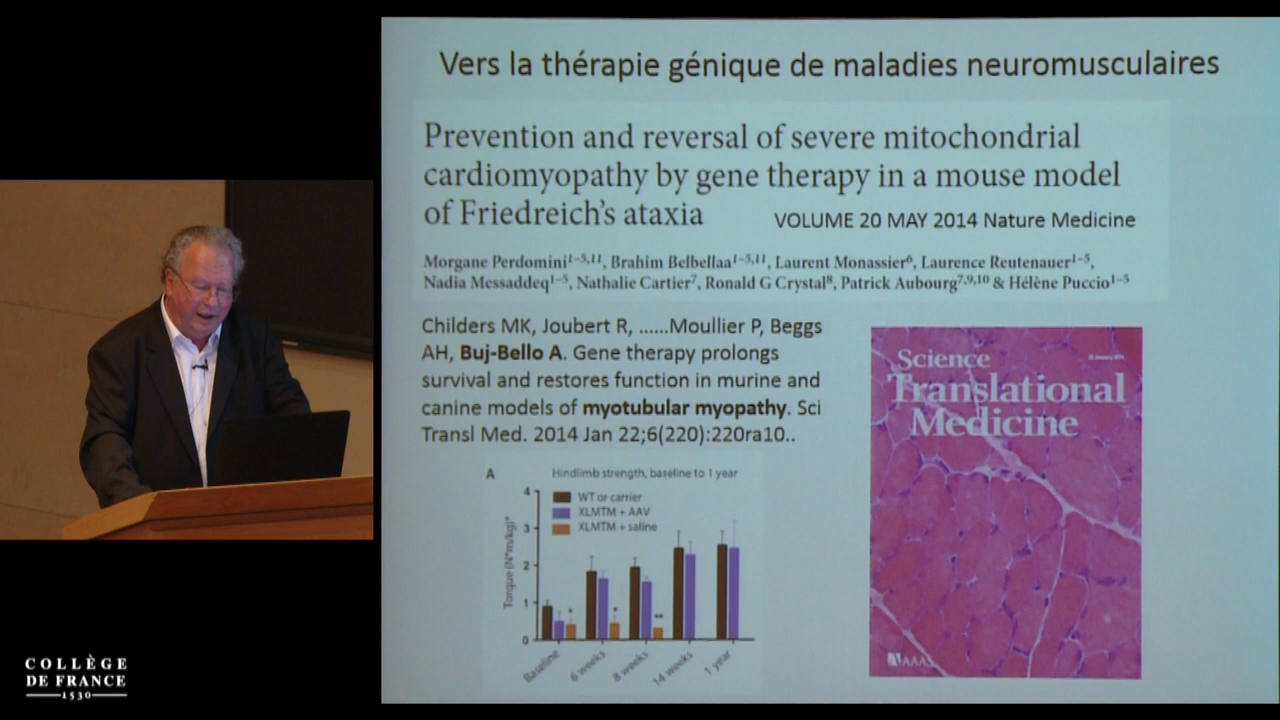 Vers la thérapie génique de maladies neuromusculaires
Prevention and reversal of severe mitochondrial
cardiomyopathy by gene therapy in a mouse model
of Friedreich's ataxia
VOLUME 20 MAY 2014 Nature Medicine
Morgane Perdomini1–5,11, Brahim Belbellaa1–5,11, Laurent Monassier6, Laurence Reutenauer1–5,
Nadia Messaddeq1–5, Nathalie Cartier7, Ronald G Crystal8, Patrick Aubourg7,9,10 & Hélène Puccio1–5
Childers MK, Joubert R, ......Moullier P, Beggs
AH, Buj-Bello A. Gene therapy prolongs
survival and restores function in murine and
canine models of myotubular myopathy. Sci
Transl Med. 2014 Jan 22;6(220):220ra10..
Science
Translational
Medicine
AAAS
A
Hindlimb strength, baseline to 1 year
WT or carrier
XLMTM + AAV
XLMTM + saline
Torque (N*m/kg)*
4
3
2
1
0
*
*
**
Baseline
6 weeks
8 weeks
14 weeks
1 year
COLLÈGE
DE FRANCE
1530